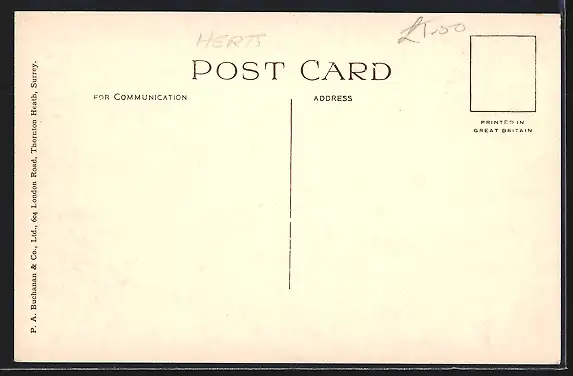 HERTS
£1.50
POST CARD
FOR COMMUNICATION
ADDRESS
PRINTED IN
GREAT BRITAIN
P. A. Buchanan & Co., Ltd., 604 London Road, Thornton Heath, Surrey.